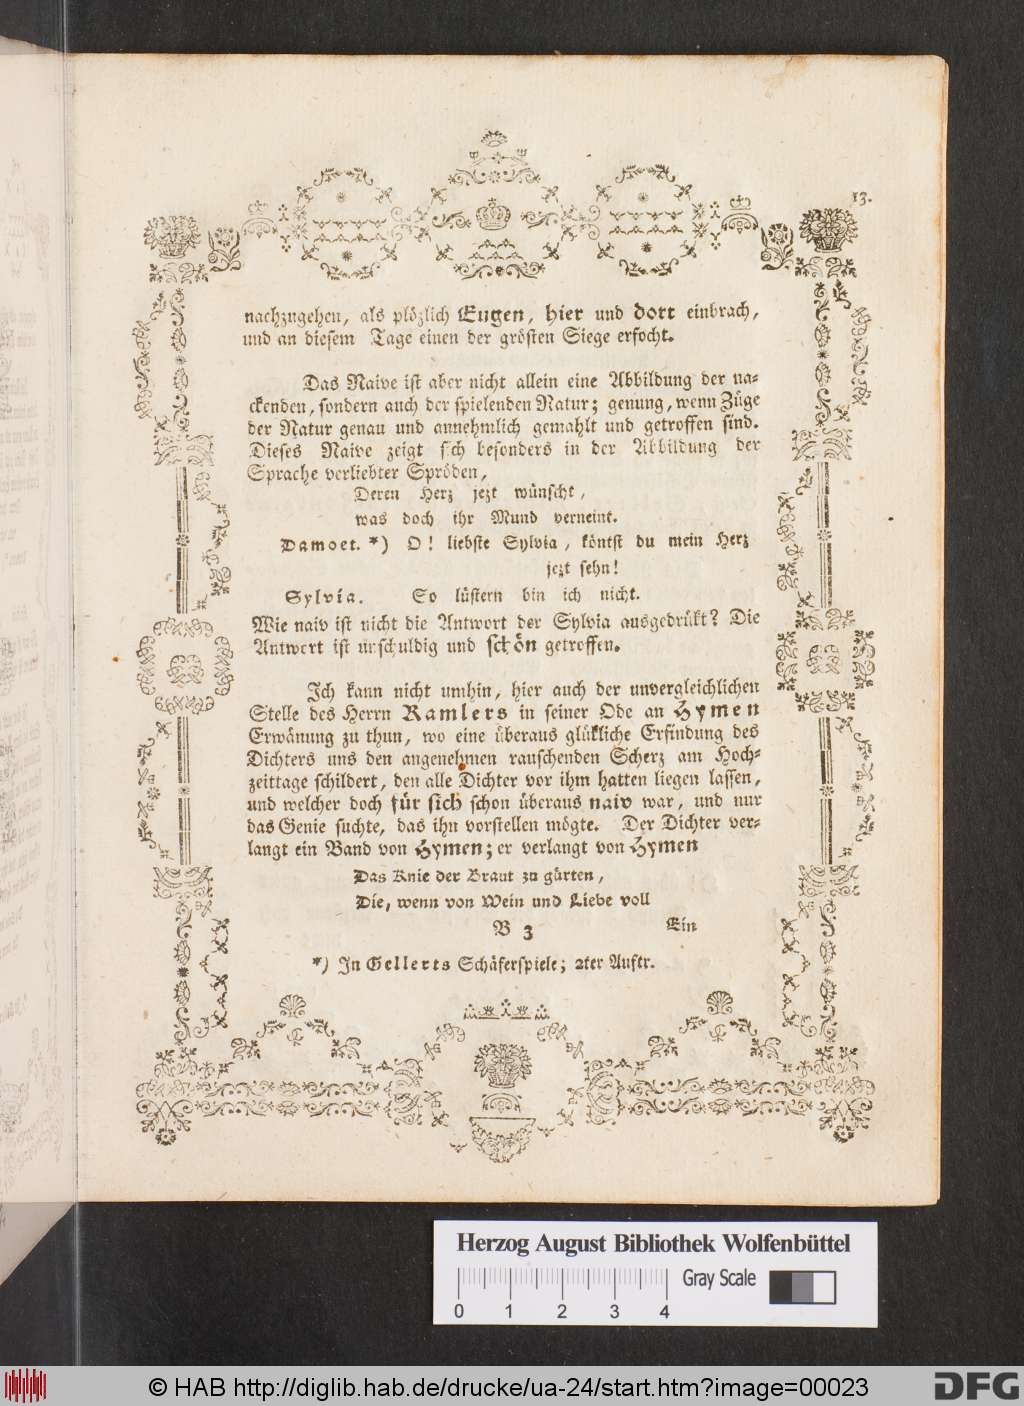 13.
nachzugehen, als plözlich Eugen, hier und dort einbrach,
und an diesem Tage einen der grösten Siege erfocht.
Das Naive ist aber nicht allein eine Abbildung der na-
ckenden, sondern auch der spielenden Natur; genung, wenn Züge
der Natur genau und annehmlich gemahlt und getroffen sind.
Dieses Naive zeigt sich besonders in der Abbildung der
Sprache verliebter Spröden,
Deren Herz jezt wünscht,
was doch ihr Mund verneint.
Damoet. *) O! liebste Sylvia, köntst du mein Herz
jezt sehn!
Sylvia. So lüstern bin ich nicht.
Wie naiv ist nicht die Antwort der Sylvia ausgedrükt? Die
Antwort ist unschuldig und schön getroffen.
Ich kann nicht umhin, hier auch der unvergleichlichen
Stelle des Herrn Ramlers in seiner Ode an Hymen
Erwänung zu thun, wo eine überaus glükliche Erfindung des
Dichters uns den angenehmen rauschenden Scherz am Hoch-
zeittage schildert, den alle Dichter vor ihm hatten liegen lassen,
und welcher doch für sich schon überaus naiv war, und nur
das Genie suchte, das ihn vorstellen mögte. Der Dichter ver-
langt ein Band von Hymen; er verlangt von Hymen
Das Knie der Braut zu gürten,
Die, wenn von Wein und Liebe voll
B 3 Ein
*) In Gellerts Schäferspiele; 2ter Auftr.
Herzog August Bibliothek Wolfenbüttel
0 1 2 3 4 Gray Scale
© HAB http://diglib.hab.de/drucke/ua-24/start.htm?image=00023 DFG